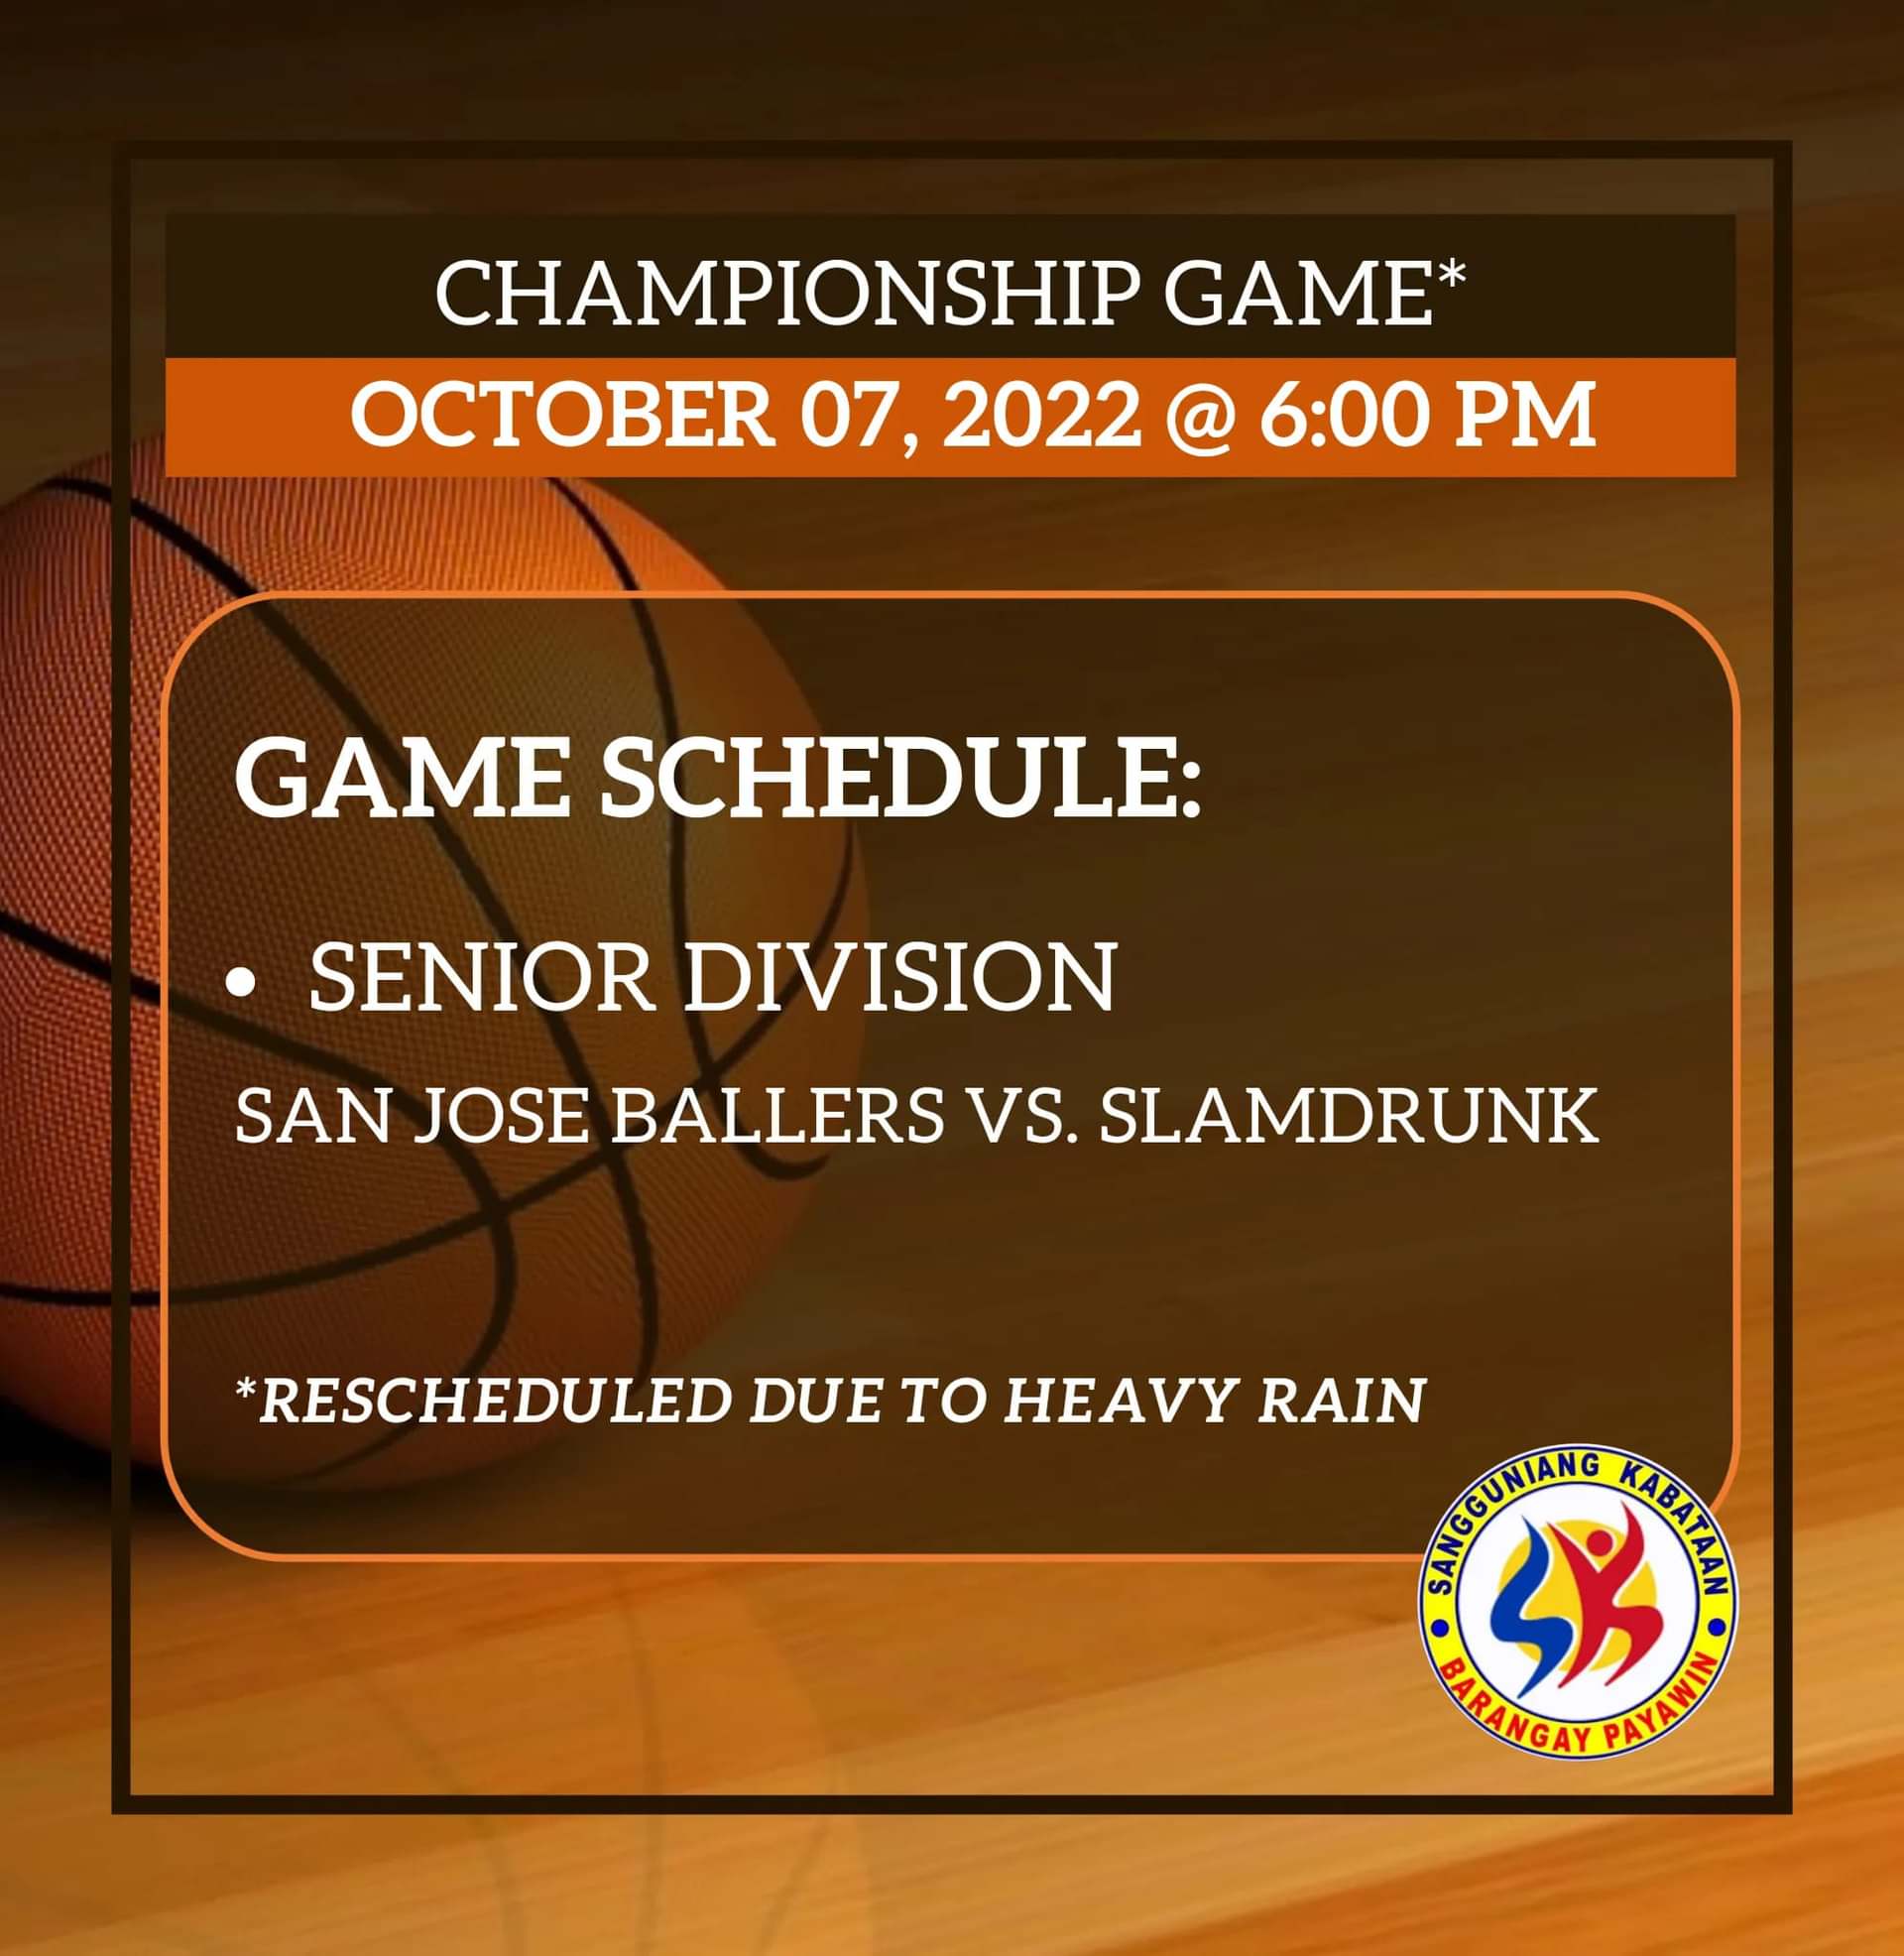 CHAMPIONSHIP GAME*
OCTOBER 07, 2022 @ 6:00 PM
GAME SCHEDULE:
• SENIOR DIVISION
SAN JOSE BALLERS VS. SLAMDRUNK
*RESCHEDULED DUE TO HEAVY RAIN
SANGGUNIANG KABATAAN
SK
BARANGAY PAYAWIN